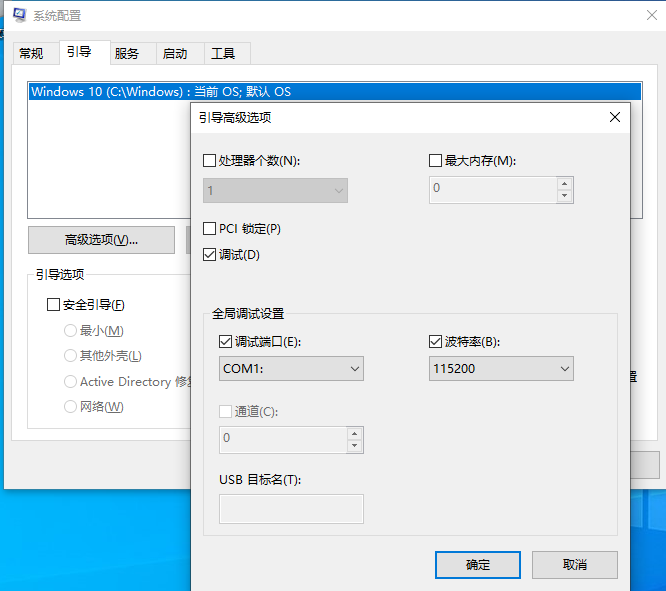 系统配置
常规 引导 服务 启动 工具
Windows 10 (C:\Windows) : 当前 OS; 默认 OS
高级选项(V)...
引导选项
安全引导(F)
最小(M)
其他外壳(L)
Active Directory 修
网络(W)
置
引导高级选项
处理器个数(N): 最大内存(M):
1 0
PCI 锁定(P)
调试(D)
全局调试设置
调试端口(E): 波特率(B):
COM1: 115200
通道(C):
0
USB 目标名(T):
确定 取消